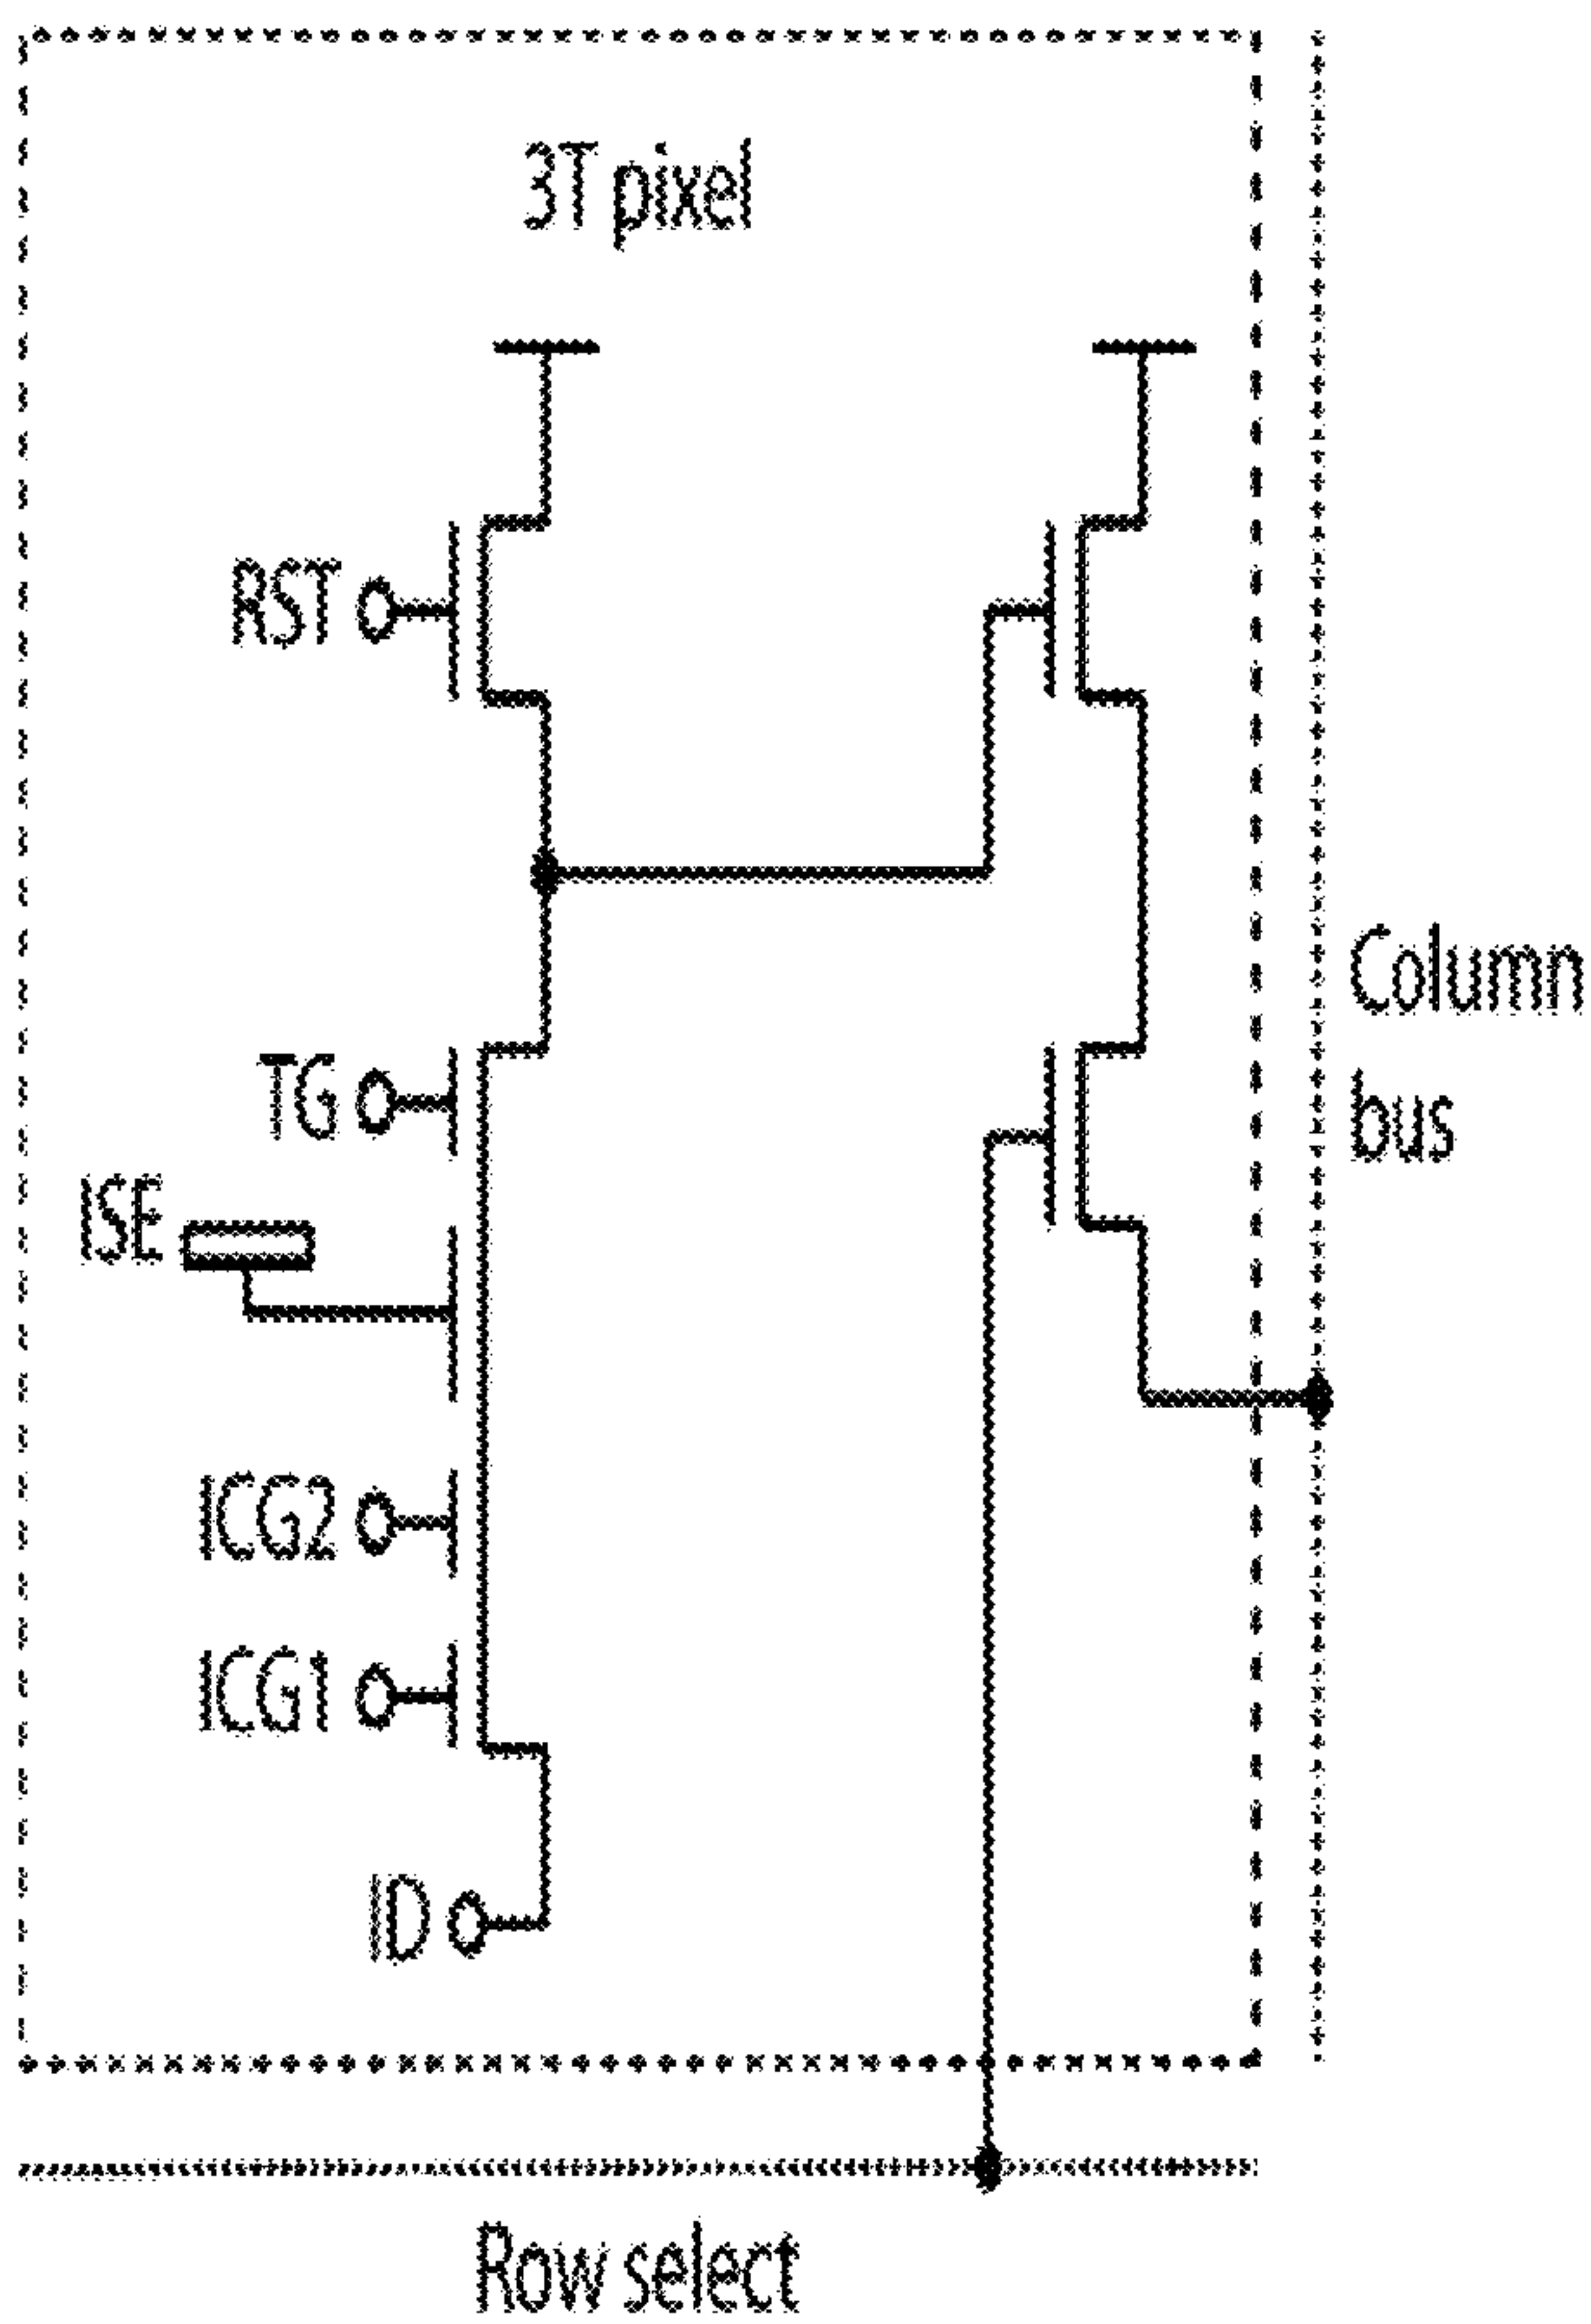 3T pixel
RST
Column
bus
TG
ISE
ICG2
ICG1
ID
Row select